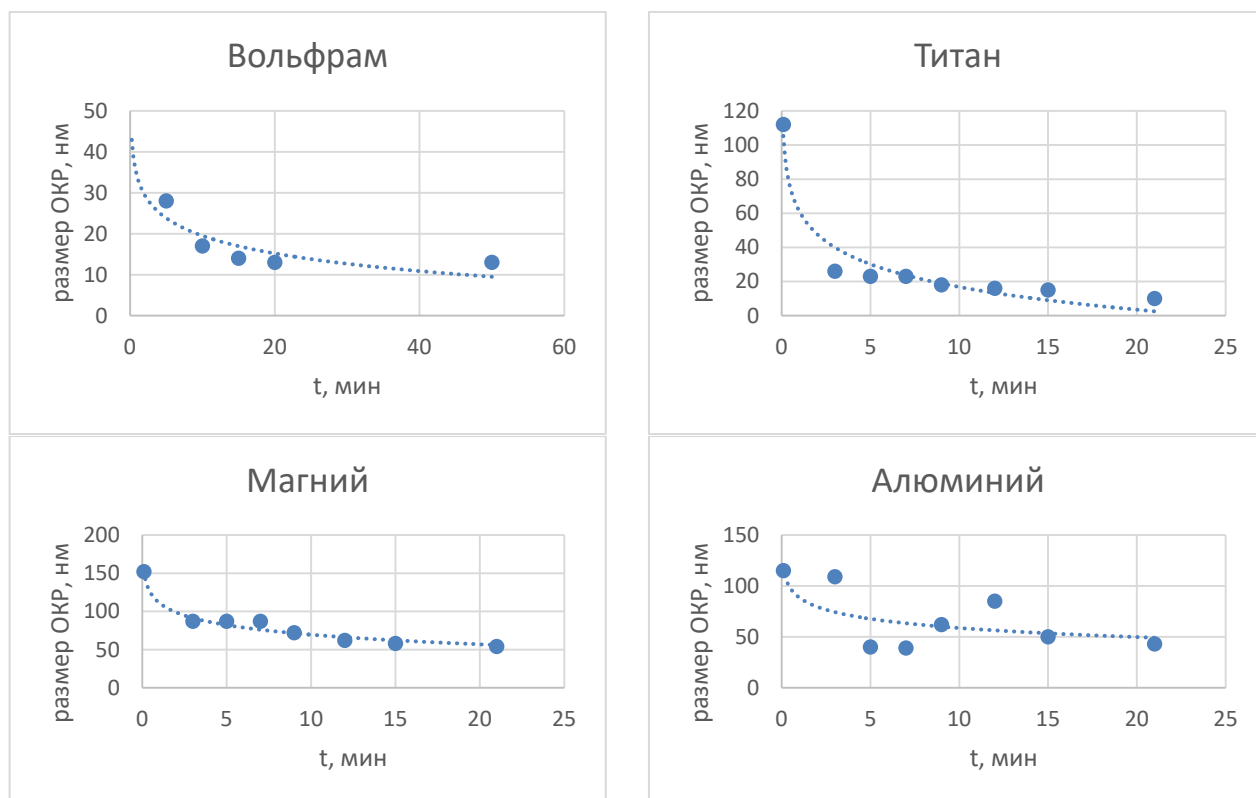 Вольфрам
размер ОКР, нм
50
40
30
20
10
0
0 20 40 60
t, мин
Титан
размер ОКР, нм
120
100
80
60
40
20
0
0 5 10 15 20 25
t, мин
Магний
размер ОКР, нм
200
150
100
50
0
0 5 10 15 20 25
t, мин
Алюминий
размер ОКР, нм
150
100
50
0
0 5 10 15 20 25
t, мин